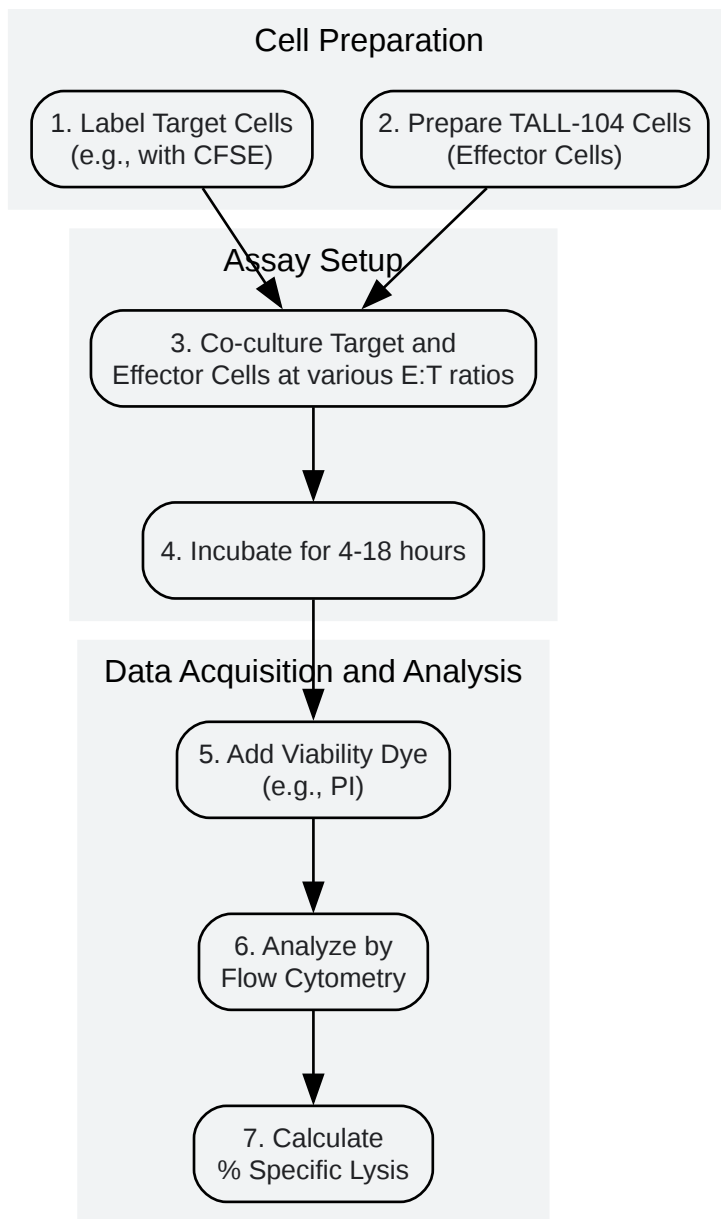 Cell Preparation
1. Label Target Cells
(e.g., with CFSE)
2. Prepare TALL-104 Cells
(Effector Cells)
Assay Setup
3. Co-culture Target and
Effector Cells at various E:T ratios
4. Incubate for 4-18 hours
Data Acquisition and Analysis
5. Add Viability Dye
(e.g., PI)
6. Analyze by
Flow Cytometry
7. Calculate
% Specific Lysis